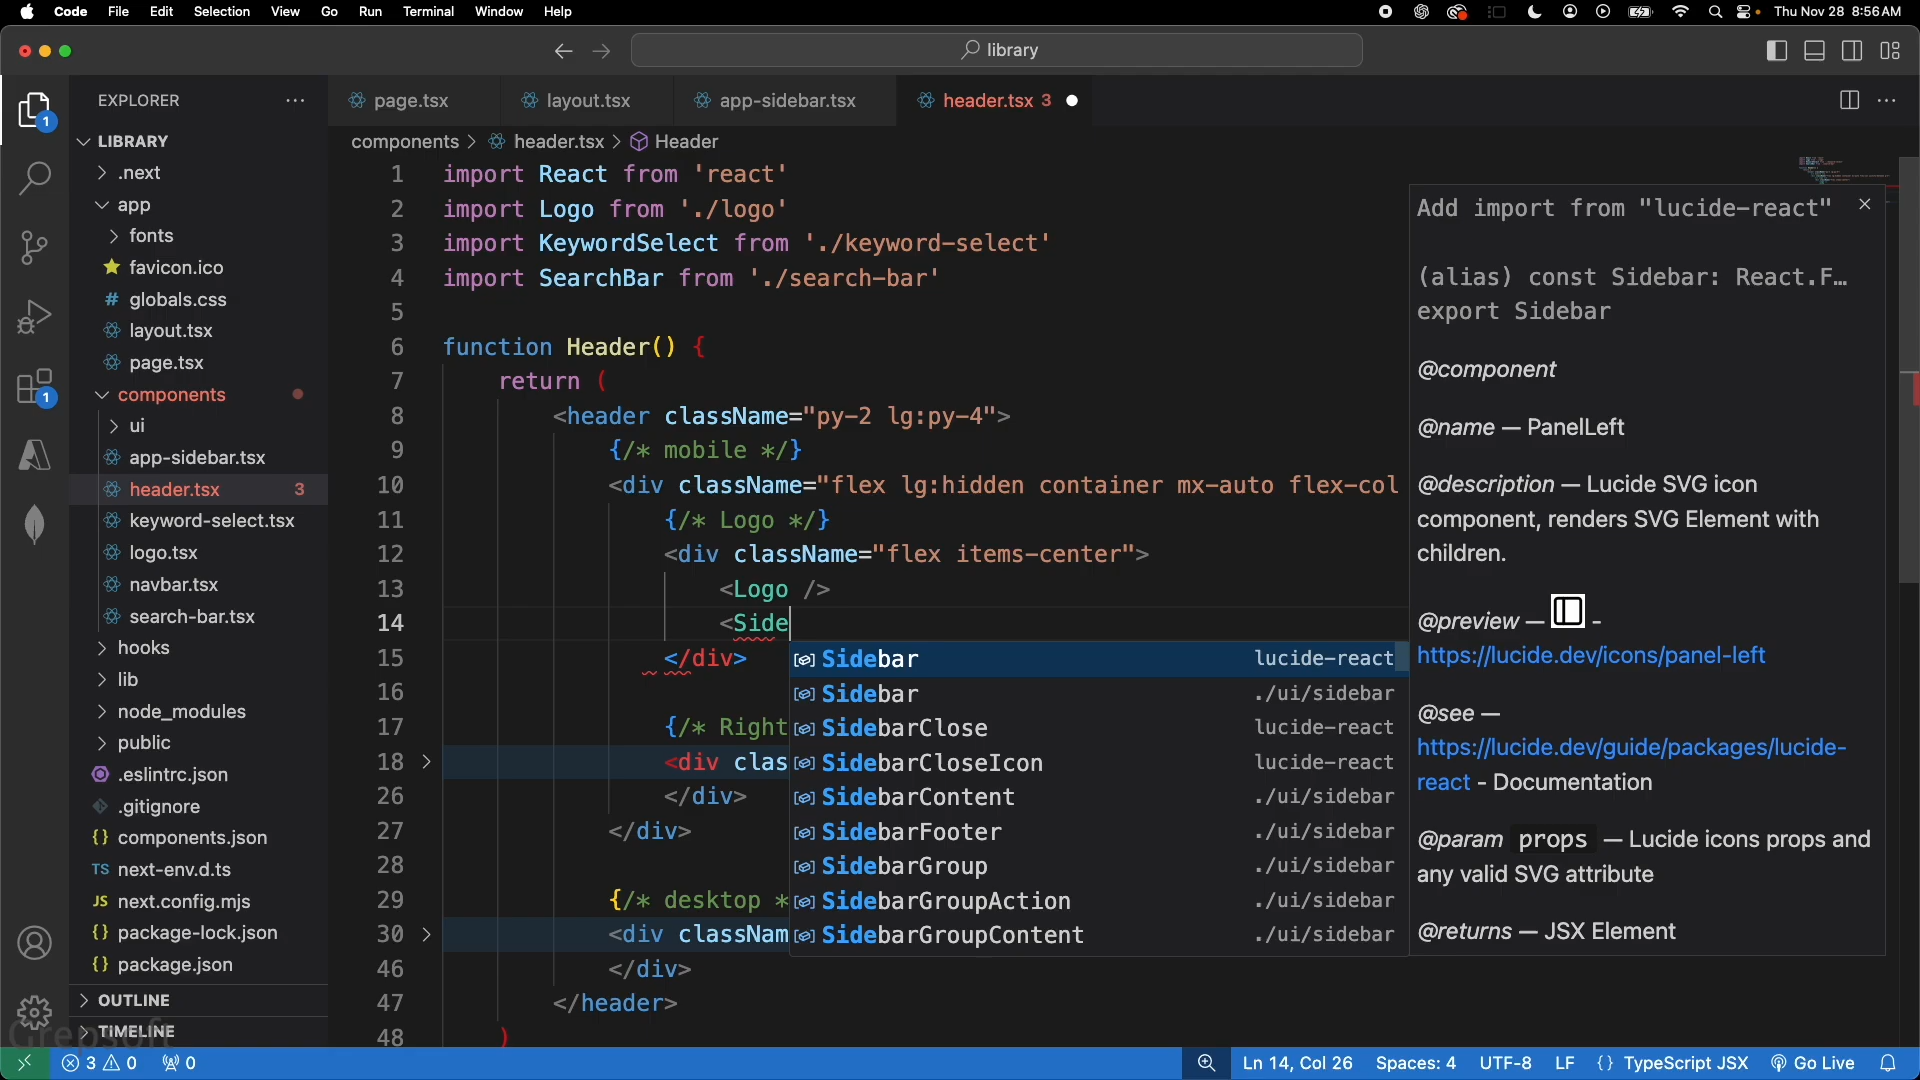 Code File Edit Selection View Go Run Terminal Window Help Thu Nov 28 8:56 AM
library
EXPLORER ··· page.tsx layout.tsx app-sidebar.tsx header.tsx 3 ···
components > header.tsx > Header
LIBRARY
.next
app
fonts
favicon.ico
# globals.css
layout.tsx
page.tsx
components
ui
app-sidebar.tsx
header.tsx 3
keyword-select.tsx
logo.tsx
navbar.tsx
search-bar.tsx
hooks
lib
node_modules
public
.eslintrc.json
.gitignore
{} components.json
TS next-env.d.ts
JS next.config.mjs
{} package-lock.json
{} package.json
OUTLINE
TIMELINE
Grepsoft
1
1
1 import React from 'react'
2 import Logo from './logo'
3 import KeywordSelect from './keyword-select'
4 import SearchBar from './search-bar'
5
6 function Header() {
7 return (
8 <header className="py-2 lg:py-4">
9 {/* mobile */}
10 <div className="flex lg:hidden container mx-auto flex-col
11 {/* Logo */}
12 <div className="flex items-center">
13 <Logo />
14 <Side
15 </div>
16
17 {/* Right
18 <div clas
26 </div>
27 </div>
28
29 {/* desktop *
30 <div classNam
46 </div>
47 </header>
48 )
Sidebar lucide-react
Sidebar ./ui/sidebar
SidebarClose lucide-react
SidebarCloseIcon lucide-react
SidebarContent ./ui/sidebar
SidebarFooter ./ui/sidebar
SidebarGroup ./ui/sidebar
SidebarGroupAction ./ui/sidebar
SidebarGroupContent ./ui/sidebar
Add import from "lucide-react"
(alias) const Sidebar: React.F…
export Sidebar
@component
@name — PanelLeft
@description — Lucide SVG icon
component, renders SVG Element with
children.
@preview — -
https://lucide.dev/icons/panel-left
@see —
https://lucide.dev/guide/packages/lucide-
react - Documentation
@param props — Lucide icons props and
any valid SVG attribute
@returns — JSX Element
3 0 0 Ln 14, Col 26 Spaces: 4 UTF-8 LF {} TypeScript JSX Go Live